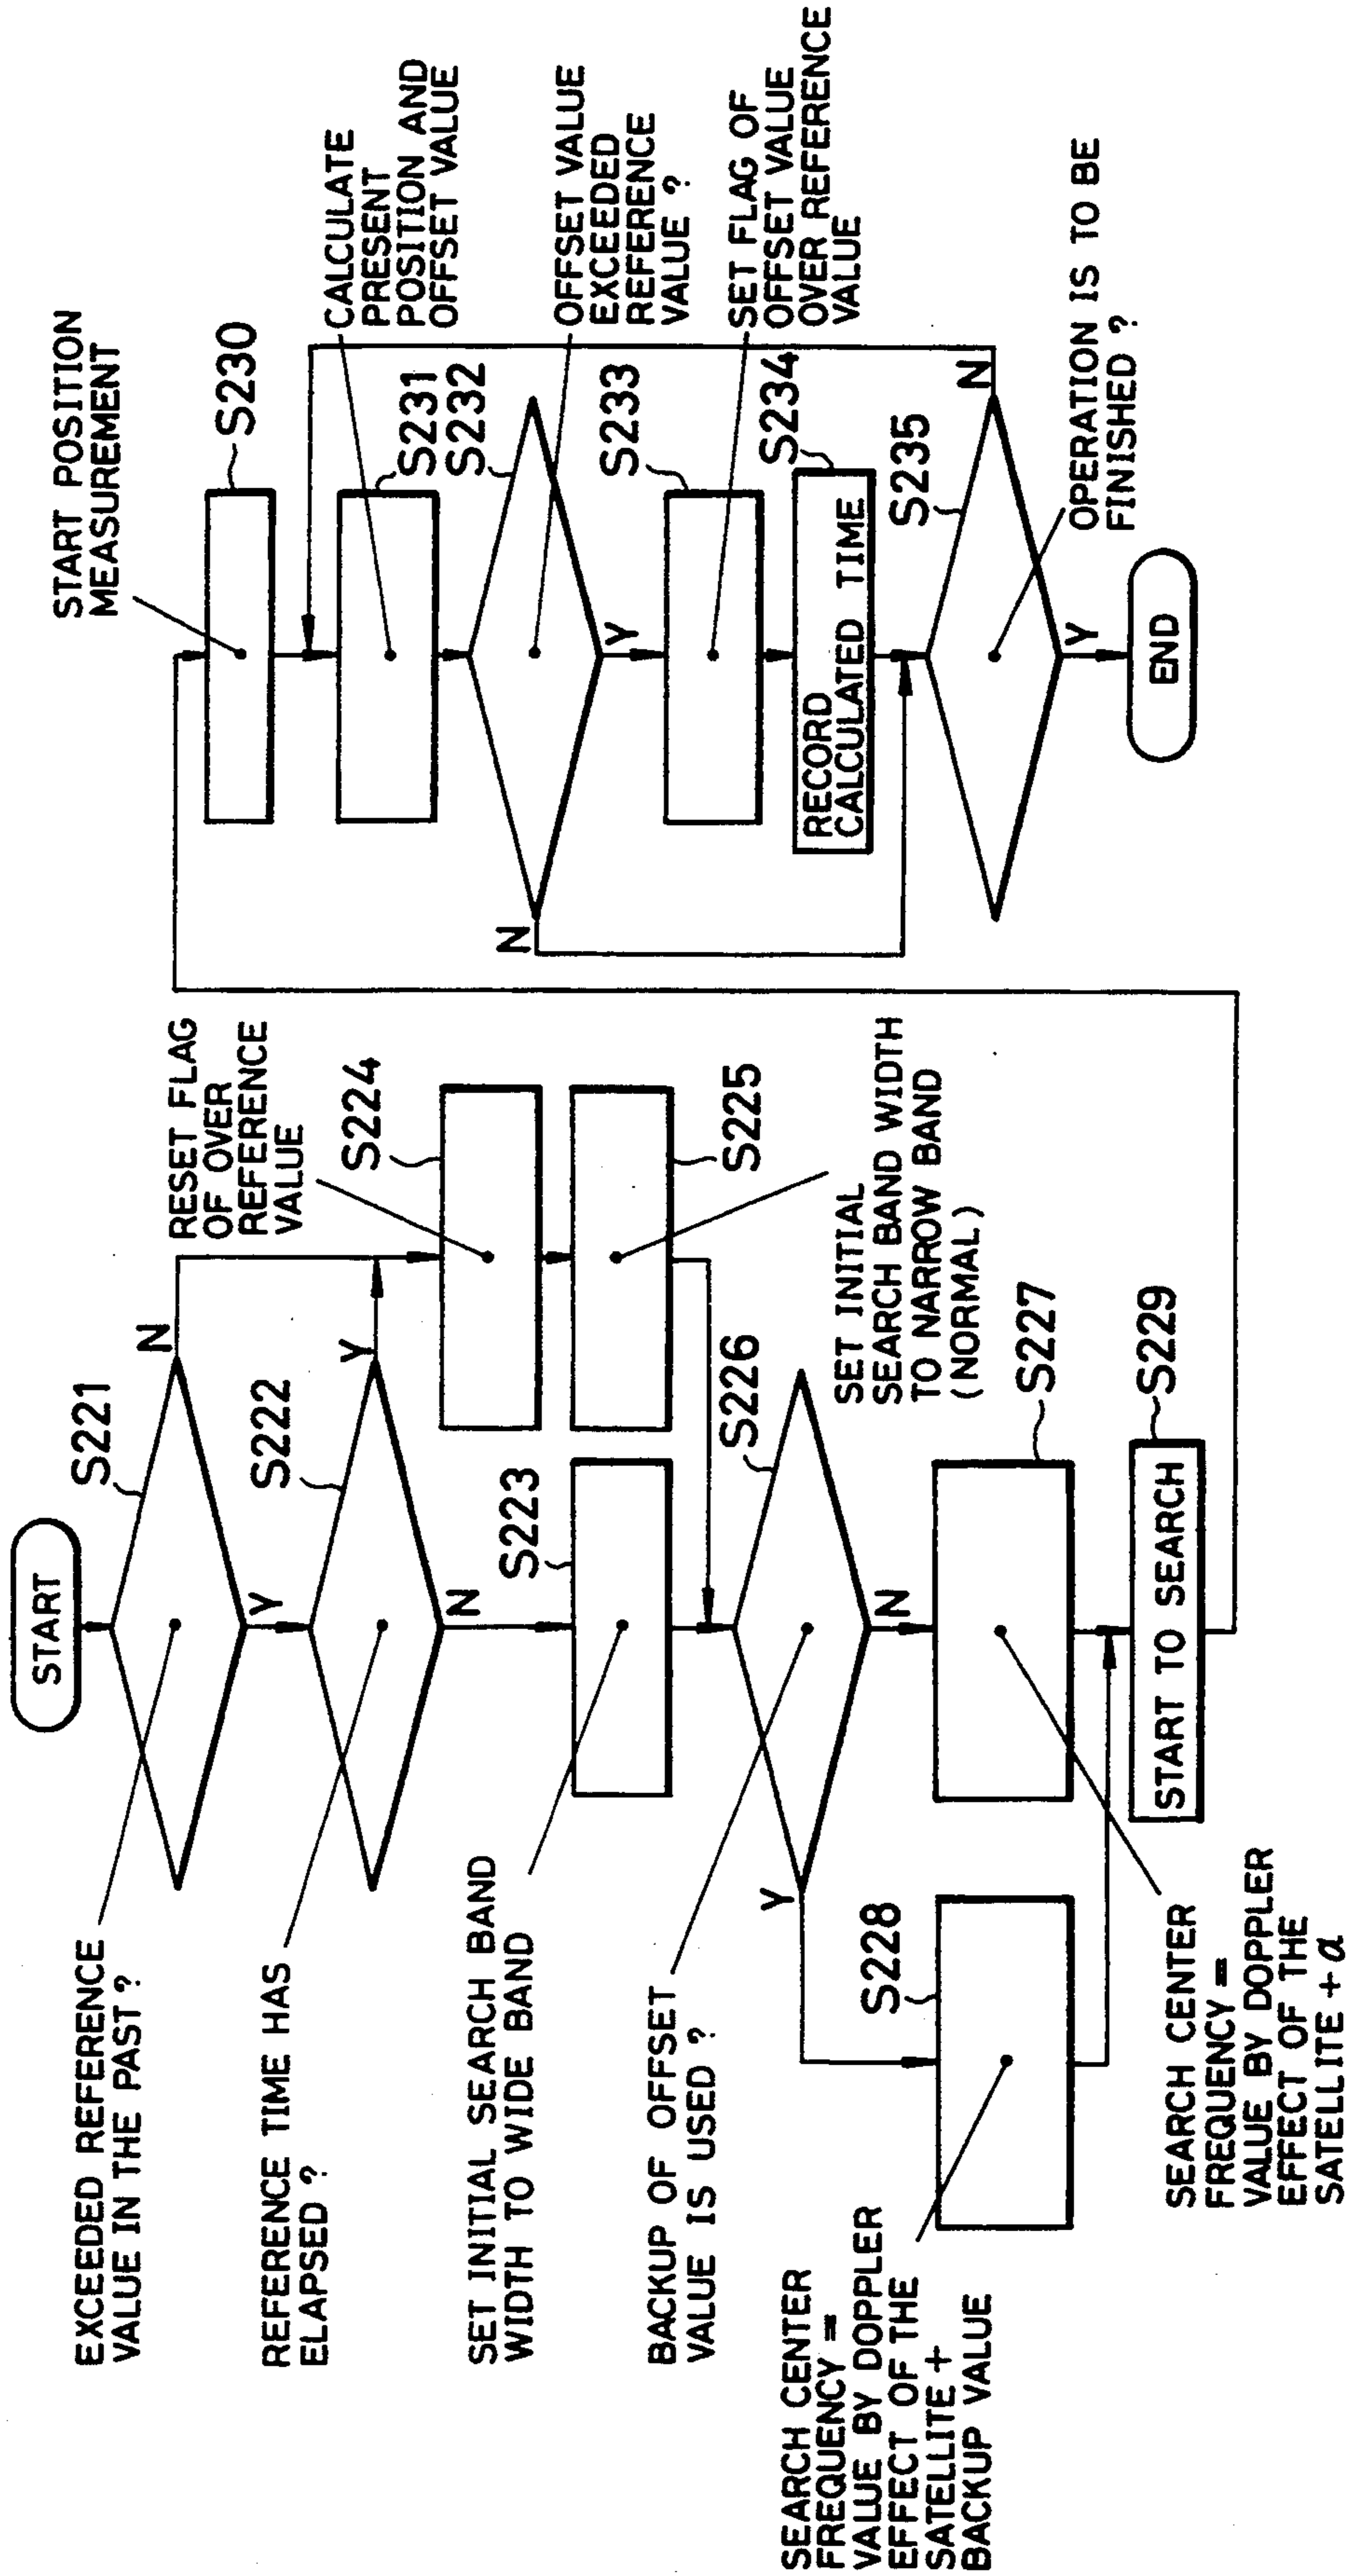 START
S221
EXCEEDED REFERENCE
VALUE IN THE PAST ?
N
Y
S222
REFERENCE TIME HAS
ELAPSED ?
Y
N
RESET FLAG
OF OVER
REFERENCE
VALUE
S224
S223
SET INITIAL SEARCH BAND
WIDTH TO WIDE BAND
S225
SET INITIAL
SEARCH BAND WIDTH
TO NARROW BAND
(NORMAL)
S226
BACKUP OF OFFSET
VALUE IS USED ?
Y
N
S228
SEARCH CENTER
FREQUENCY =
VALUE BY DOPPLER
EFFECT OF THE
SATELLITE +
BACKUP VALUE
S227
SEARCH CENTER
FREQUENCY =
VALUE BY DOPPLER
EFFECT OF THE
SATELLITE + α
S229
START TO SEARCH
START POSITION
MEASUREMENT
S230
CALCULATE
PRESENT
POSITION AND
OFFSET VALUE
S231
S232
OFFSET VALUE
EXCEEDED
REFERENCE
VALUE ?
N
Y
S233
SET FLAG OF
OFFSET VALUE
OVER REFERENCE
VALUE
S234
RECORD
CALCULATED TIME
S235
N
OPERATION IS TO BE
FINISHED ?
Y
END